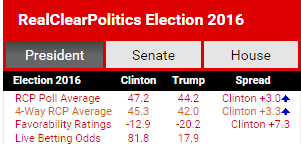 RealClearPolitics Election 2016
President Senate House
Election 2016 Clinton Trump Spread
RCP Poll Average 47.2 44.2 Clinton +3.0
4-Way RCP Average 45.3 42.0 Clinton +3.3
Favorability Ratings -12.9 -20.2 Clinton +7.3
Live Betting Odds 81.8 17.9